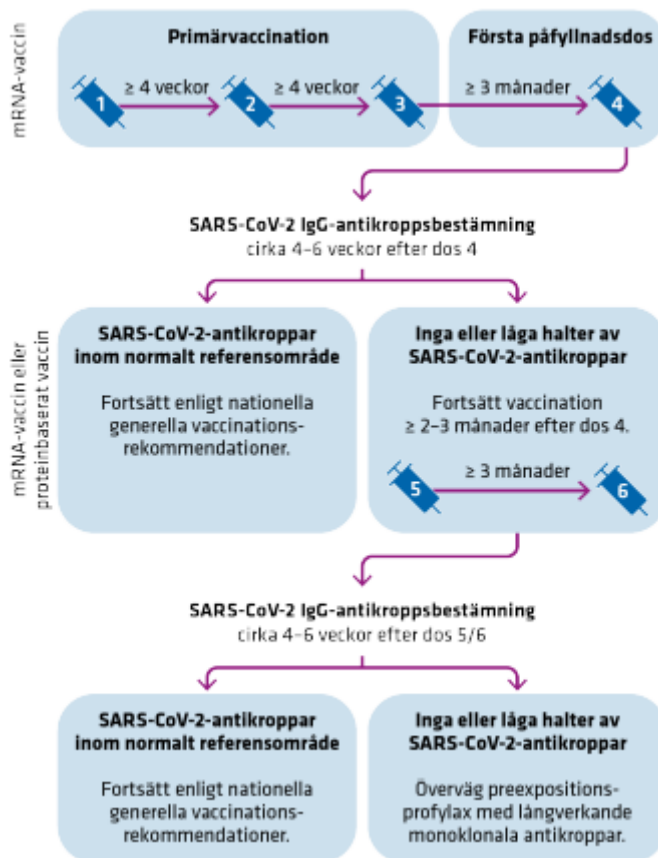 mRNA-vaccin
Primärvaccination
Första påfyllnadsdos
≥ 4 veckor
≥ 4 veckor
≥ 3 månader
1
2
3
4
SARS-CoV-2 IgG-antikroppsbestämning
cirka 4–6 veckor efter dos 4
mRNA-vaccin eller
proteinbaserat vaccin
SARS-CoV-2-antikroppar
inom normalt referensområde
Fortsätt enligt nationella
generella vaccinations-
rekommendationer.
Inga eller låga halter av
SARS-CoV-2-antikroppar
Fortsätt vaccination
≥ 2–3 månader efter dos 4.
≥ 3 månader
5
6
SARS-CoV-2 IgG-antikroppsbestämning
cirka 4–6 veckor efter dos 5/6
SARS-CoV-2-antikroppar
inom normalt referensområde
Fortsätt enligt nationella
generella vaccinations-
rekommendationer.
Inga eller låga halter av
SARS-CoV-2-antikroppar
Överväg preexpositions-
profylax med långverkande
monoklonala antikroppar.